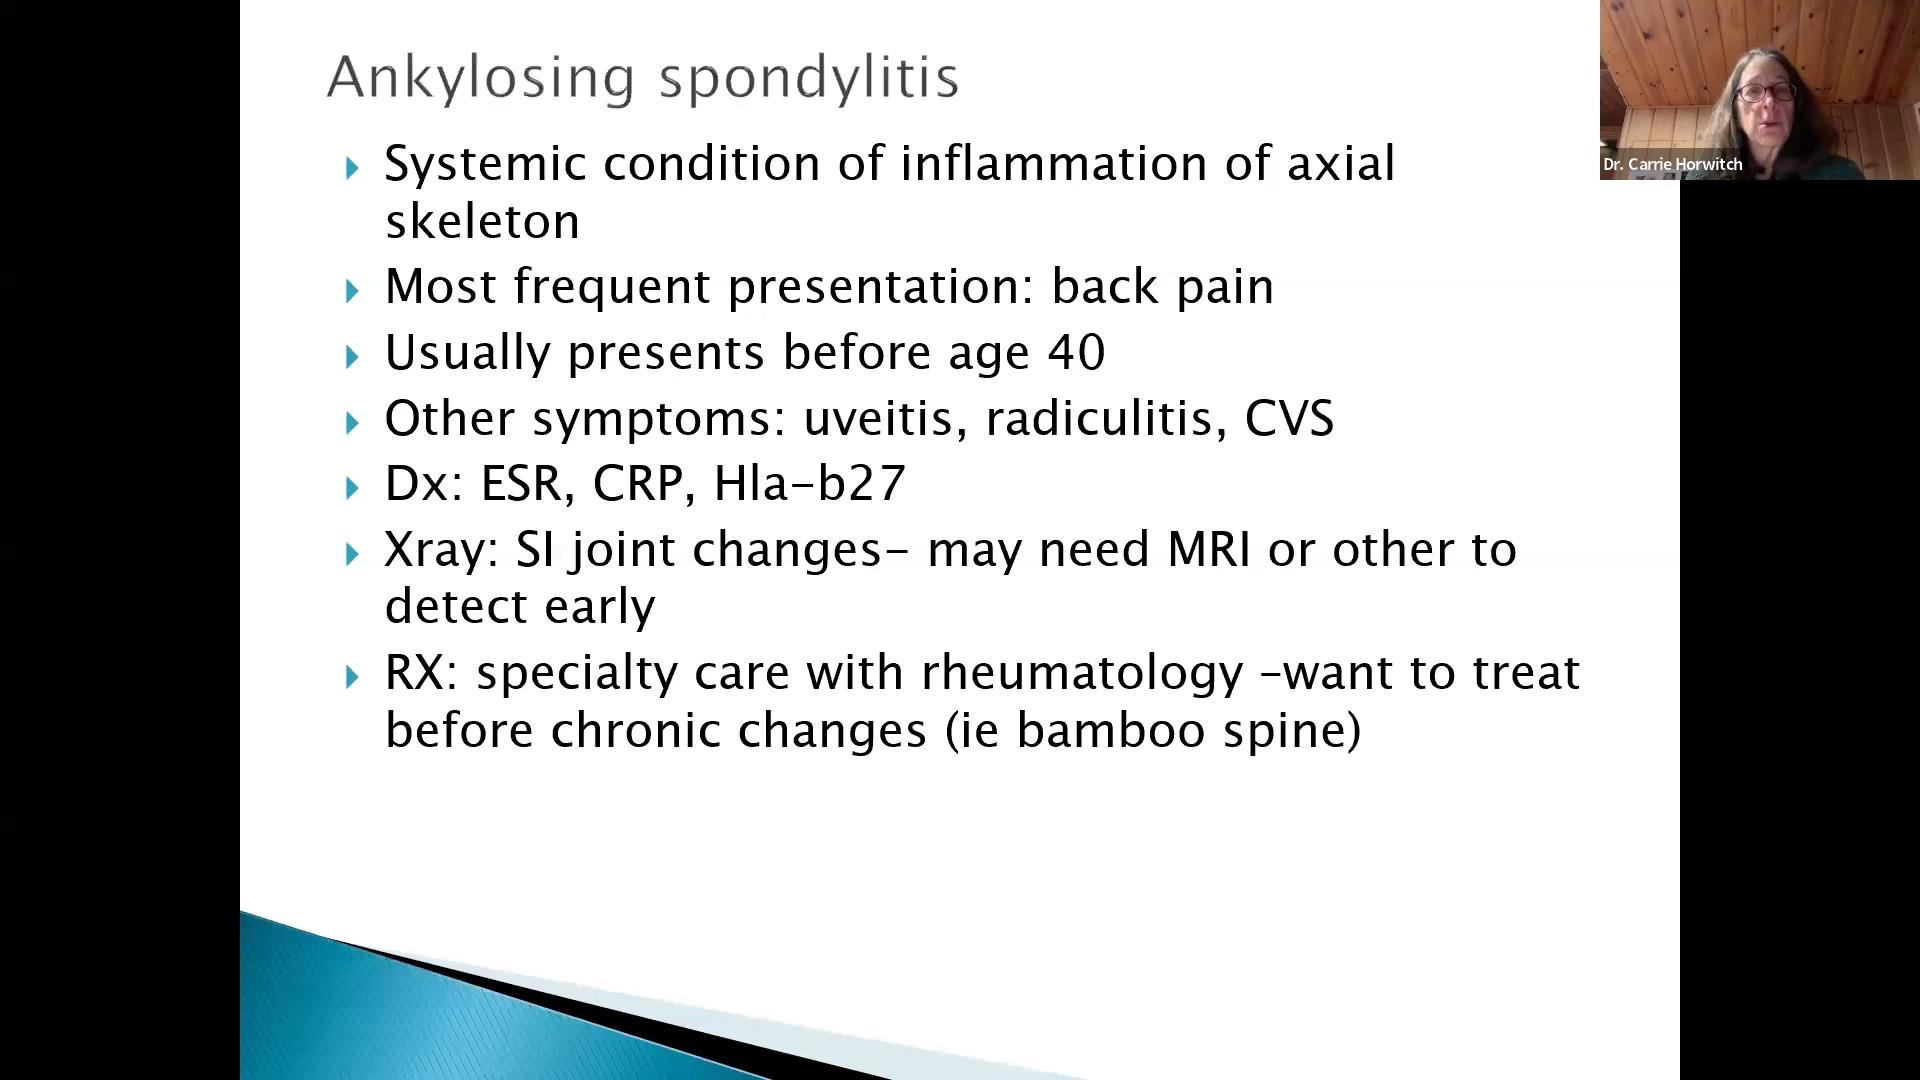 Ankylosing spondylitis
Systemic condition of inflammation of axial
skeleton
Most frequent presentation: back pain
Usually presents before age 40
Other symptoms: uveitis, radiculitis, CVS
Dx: ESR, CRP, Hla-b27
Xray: SI joint changes- may need MRI or other to
detect early
RX: specialty care with rheumatology -want to treat
before chronic changes (ie bamboo spine)
Dr. Carrie Horwitch